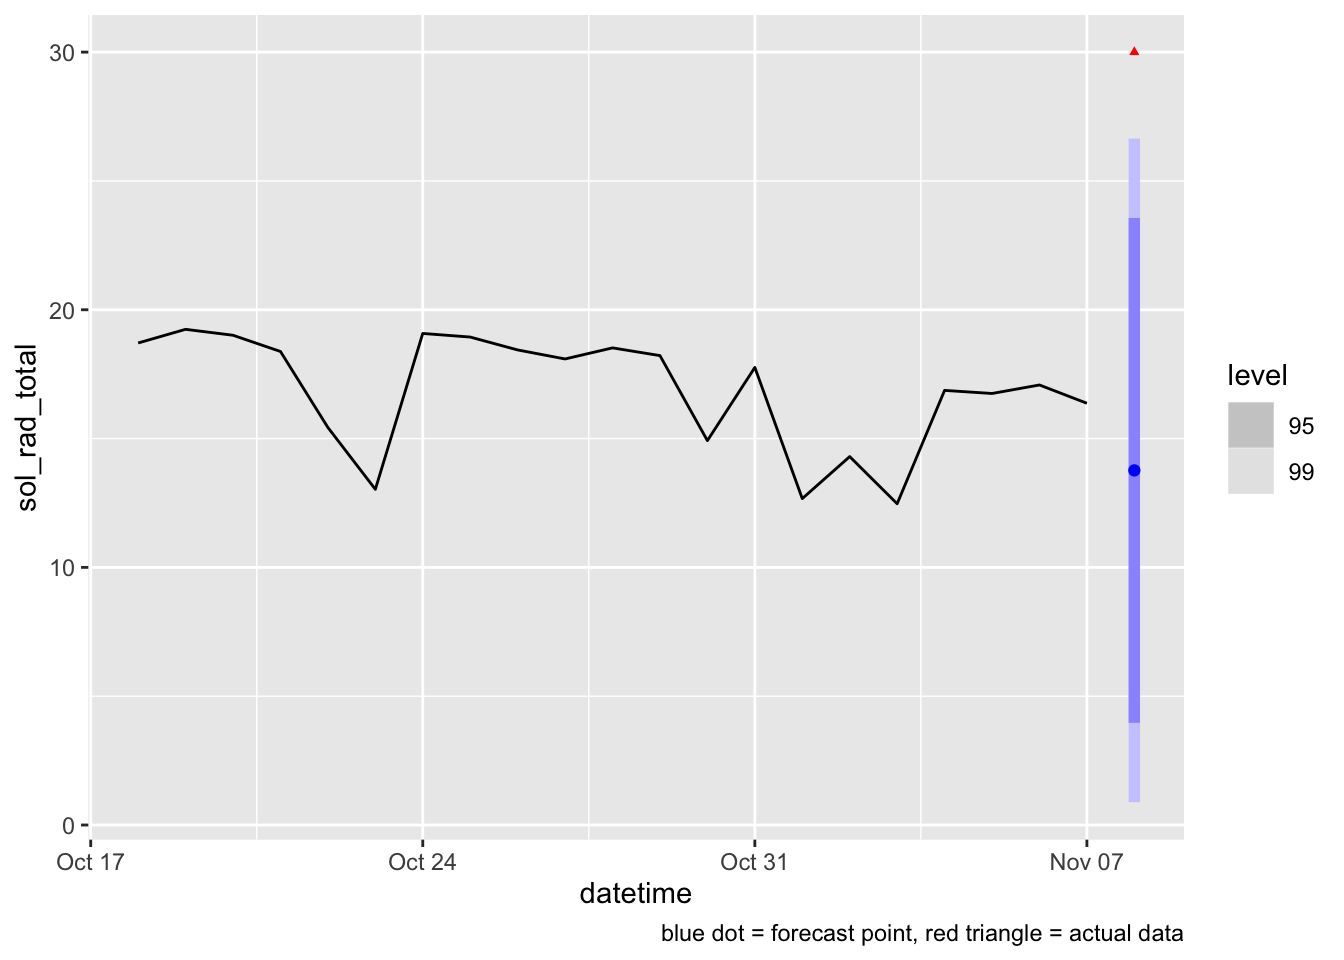 30
20
10
0
sol_rad_total
Oct 17
Oct 24
Oct 31
Nov 07
datetime
level
95
99
blue dot = forecast point, red triangle = actual data